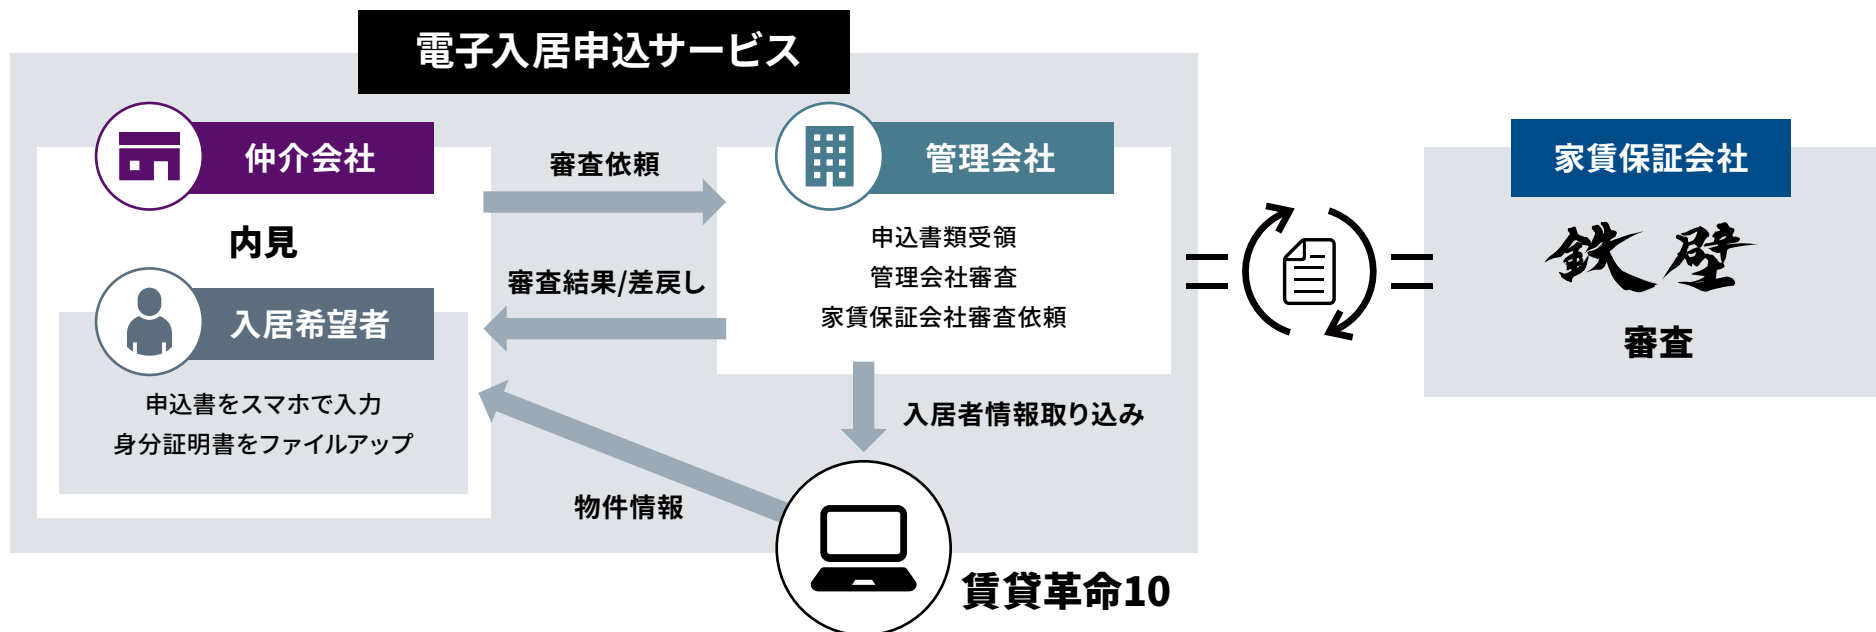 電子入居申込サービス
仲介会社
内見
入居希望者
申込書をスマホで入力
身分証明書をファイルアップ
審査依頼
審査結果/差戻し
物件情報
管理会社
申込書類受領
管理会社審査
家賃保証会社審査依頼
入居者情報取り込み
賃貸革命10
家賃保証会社
鉄壁
審査